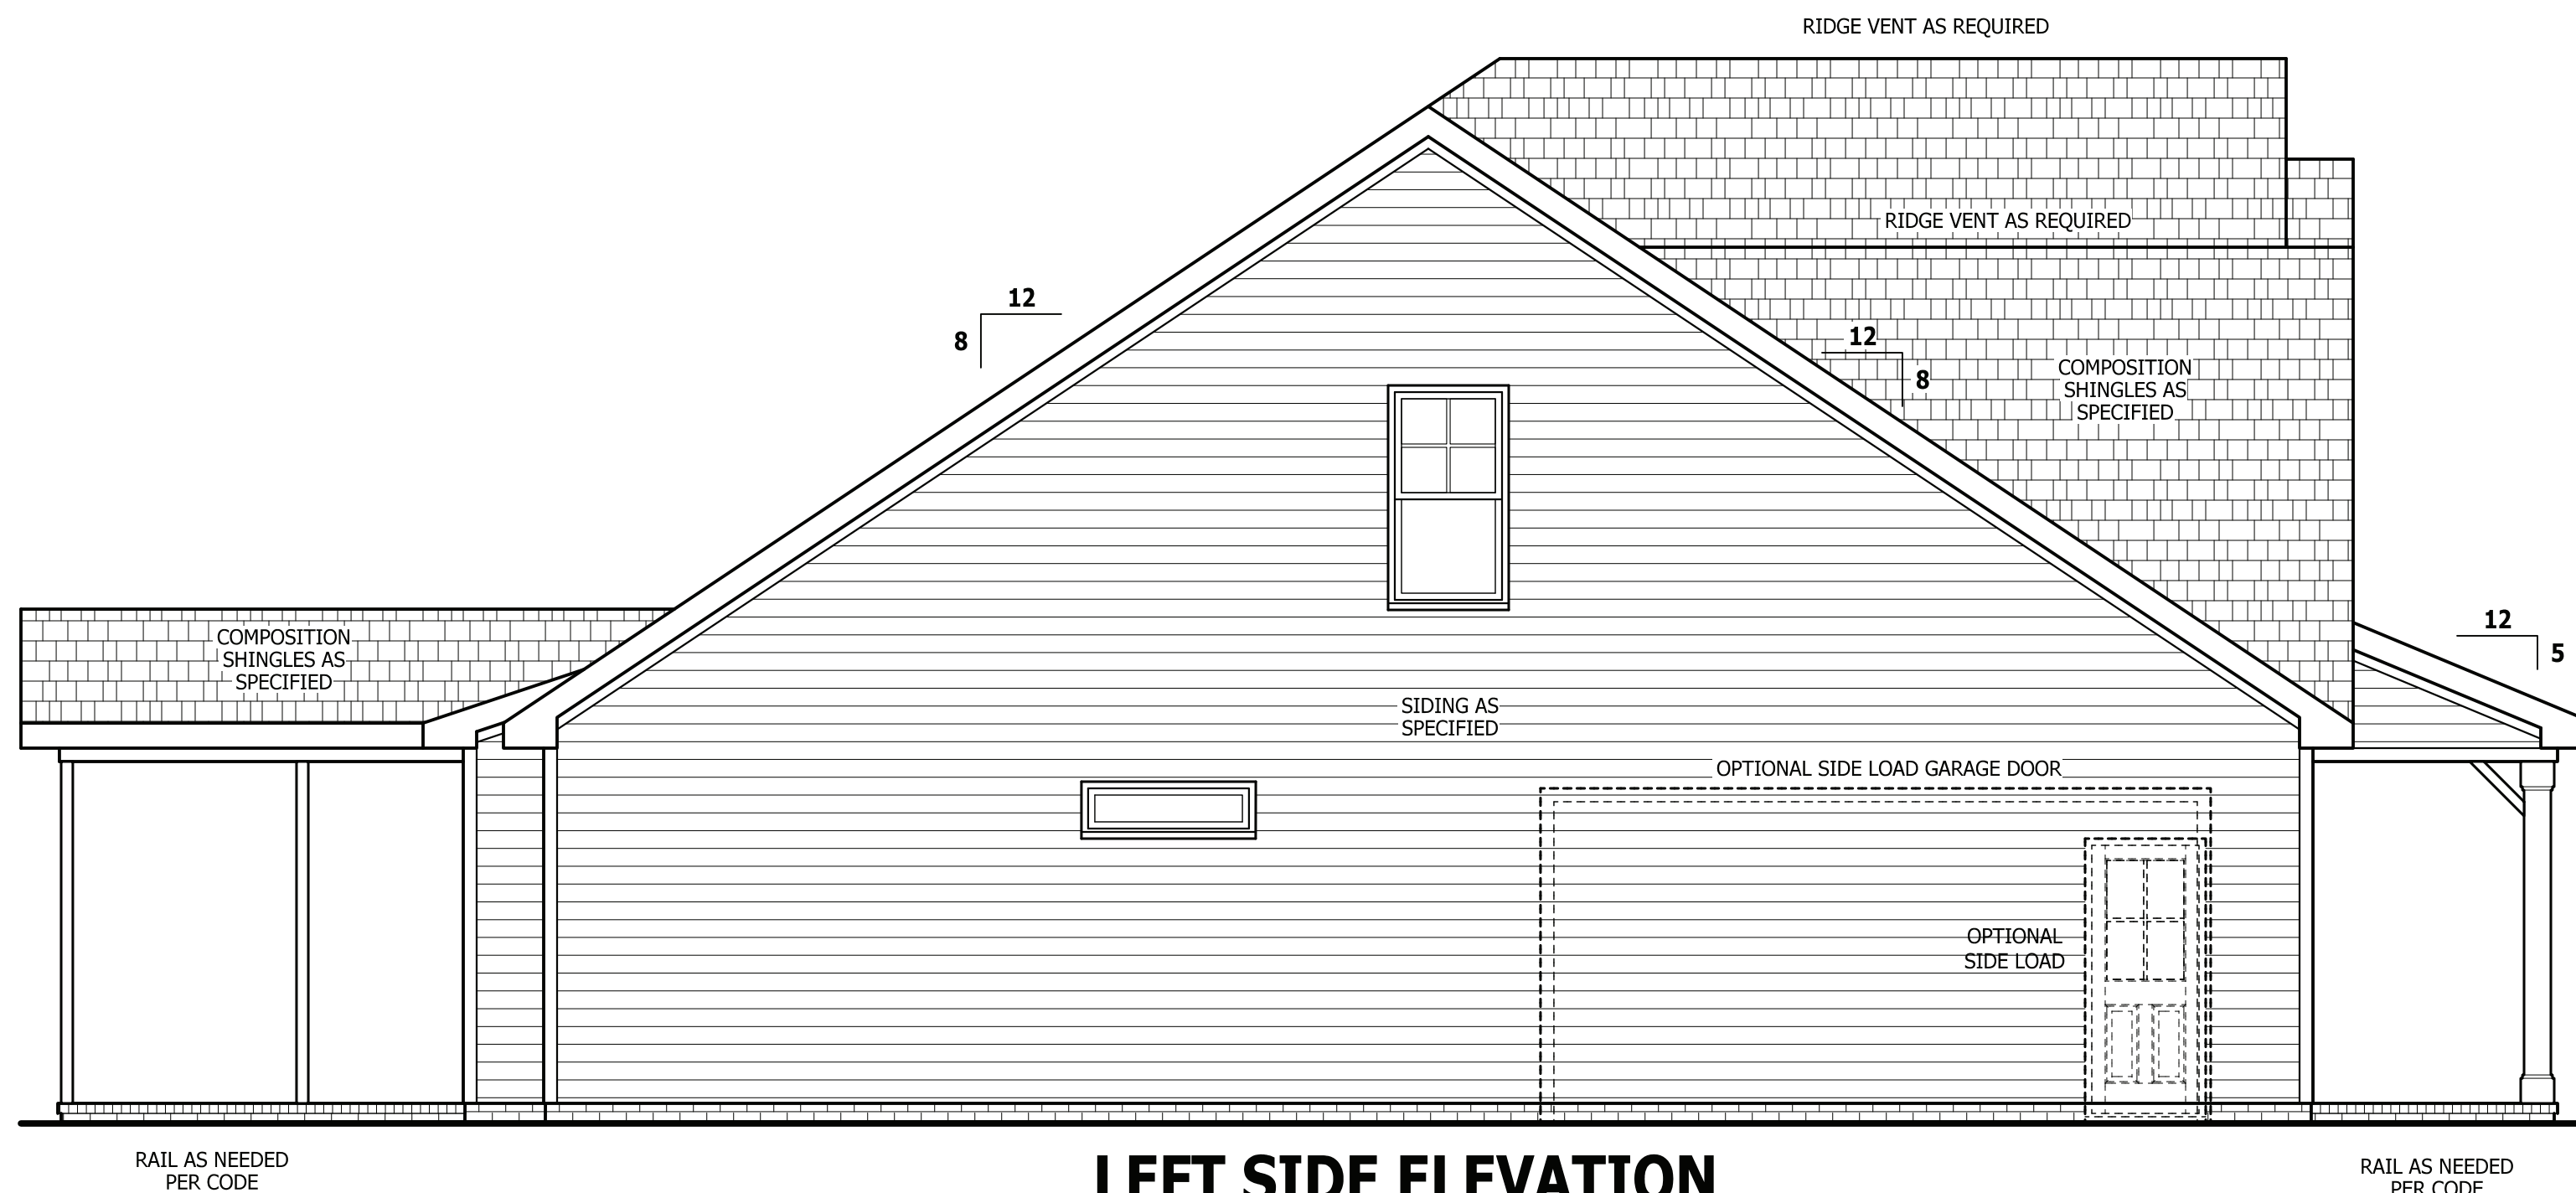 RIDGE VENT AS REQUIRED
RIDGE VENT AS REQUIRED
12
8
12
8
COMPOSITION
SHINGLES AS
SPECIFIED
12
5
COMPOSITION
SHINGLES AS
SPECIFIED
SIDING AS
SPECIFIED
OPTIONAL SIDE LOAD GARAGE DOOR
OPTIONAL
SIDE LOAD
RAIL AS NEEDED
PER CODE
LEFT SIDE ELEVATION
RAIL AS NEEDED
PER CODE